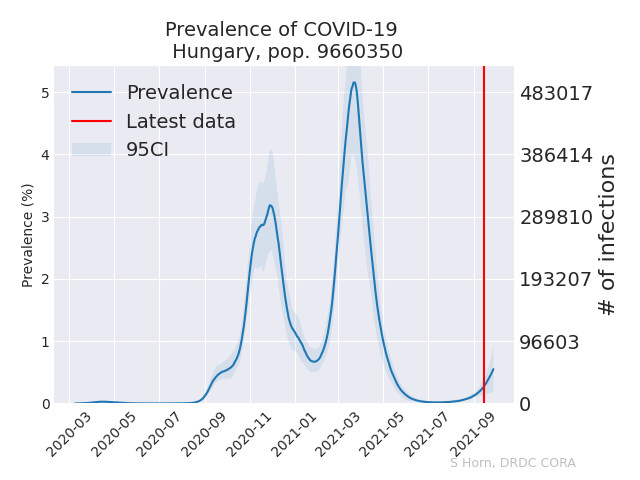 Prevalence of COVID-19
Hungary, pop. 9660350
Prevalence
Latest data
95CI
Prevalence (%)
5
4
3
2
1
0
483017
386414
289810
193207
96603
0
# of infections
2020-03
2020-05
2020-07
2020-09
2020-11
2021-01
2021-03
2021-05
2021-07
2021-09
S Horn, DRDC CORA